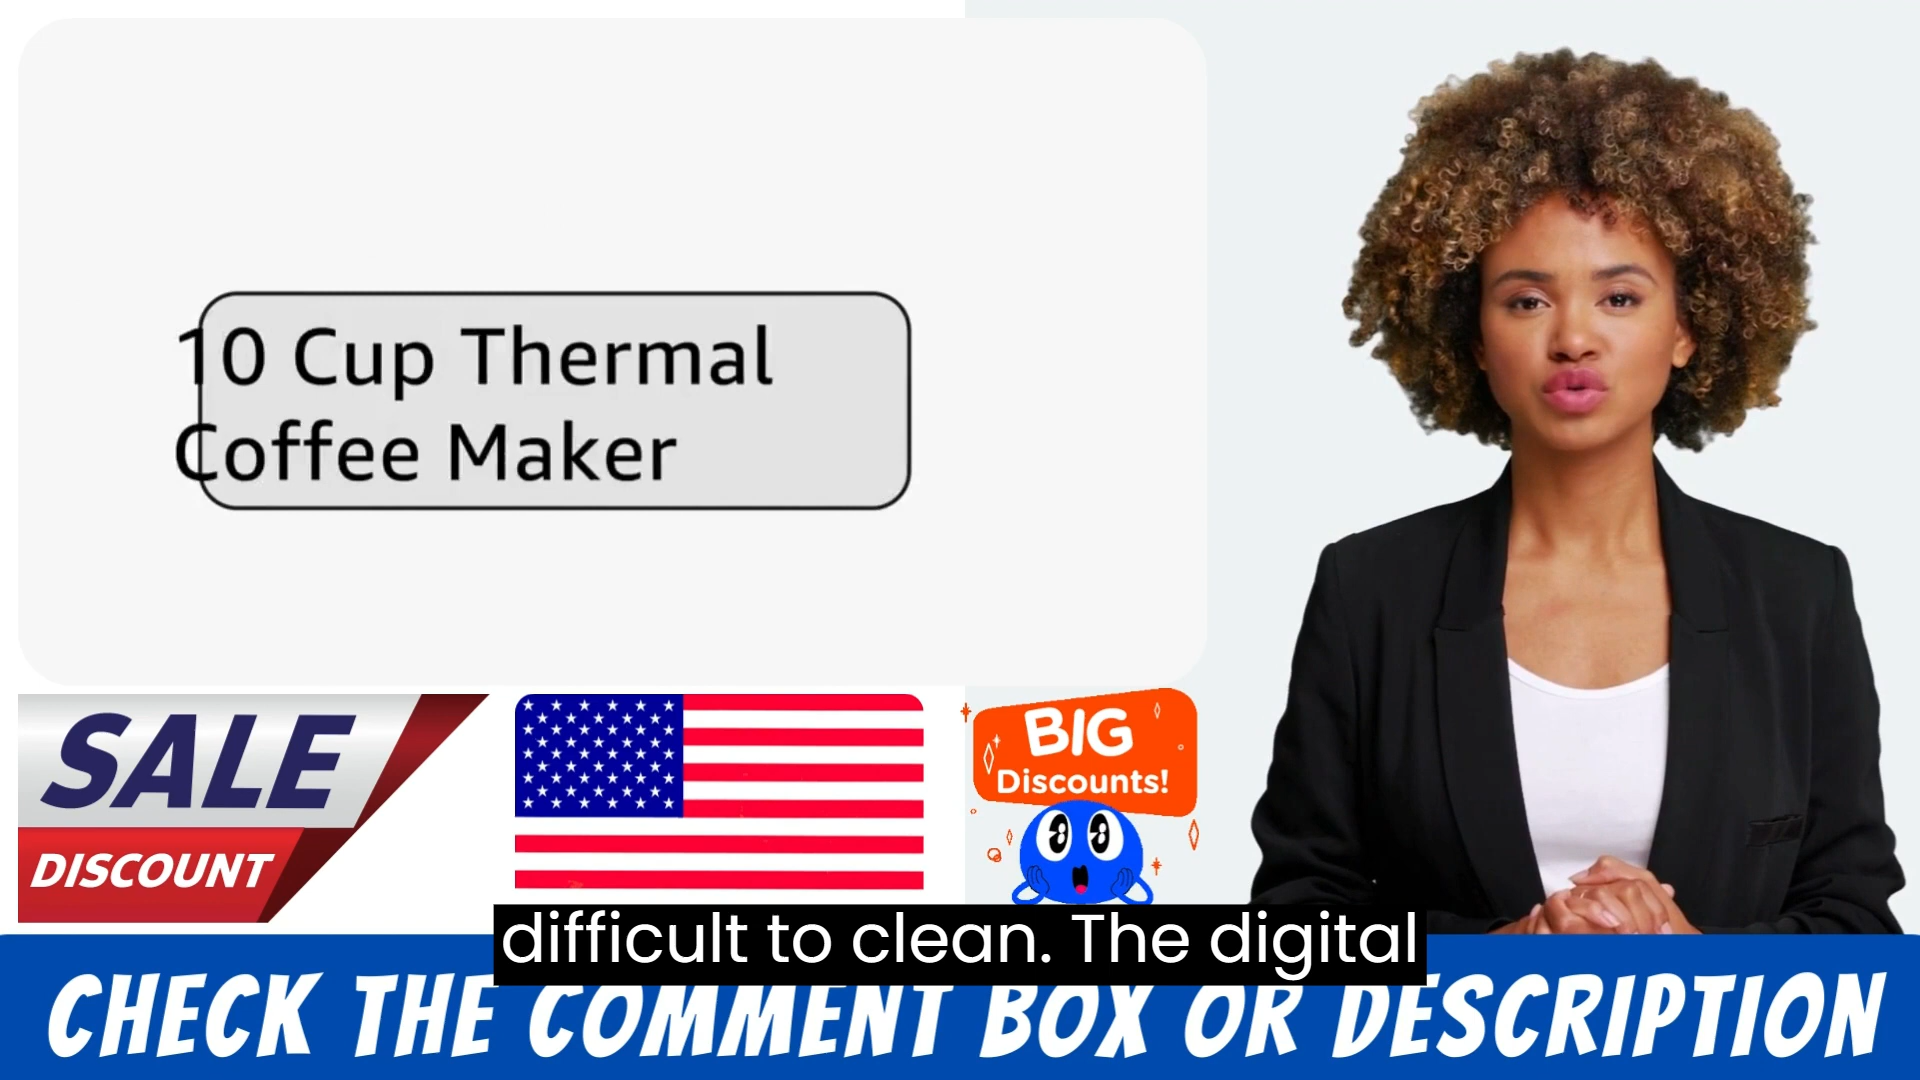 10 Cup Thermal
Coffee Maker
SALE
DISCOUNT
BIG
Discounts!
difficult to clean. The digital
CHECK THE COMMENT BOX OR DESCRIPTION